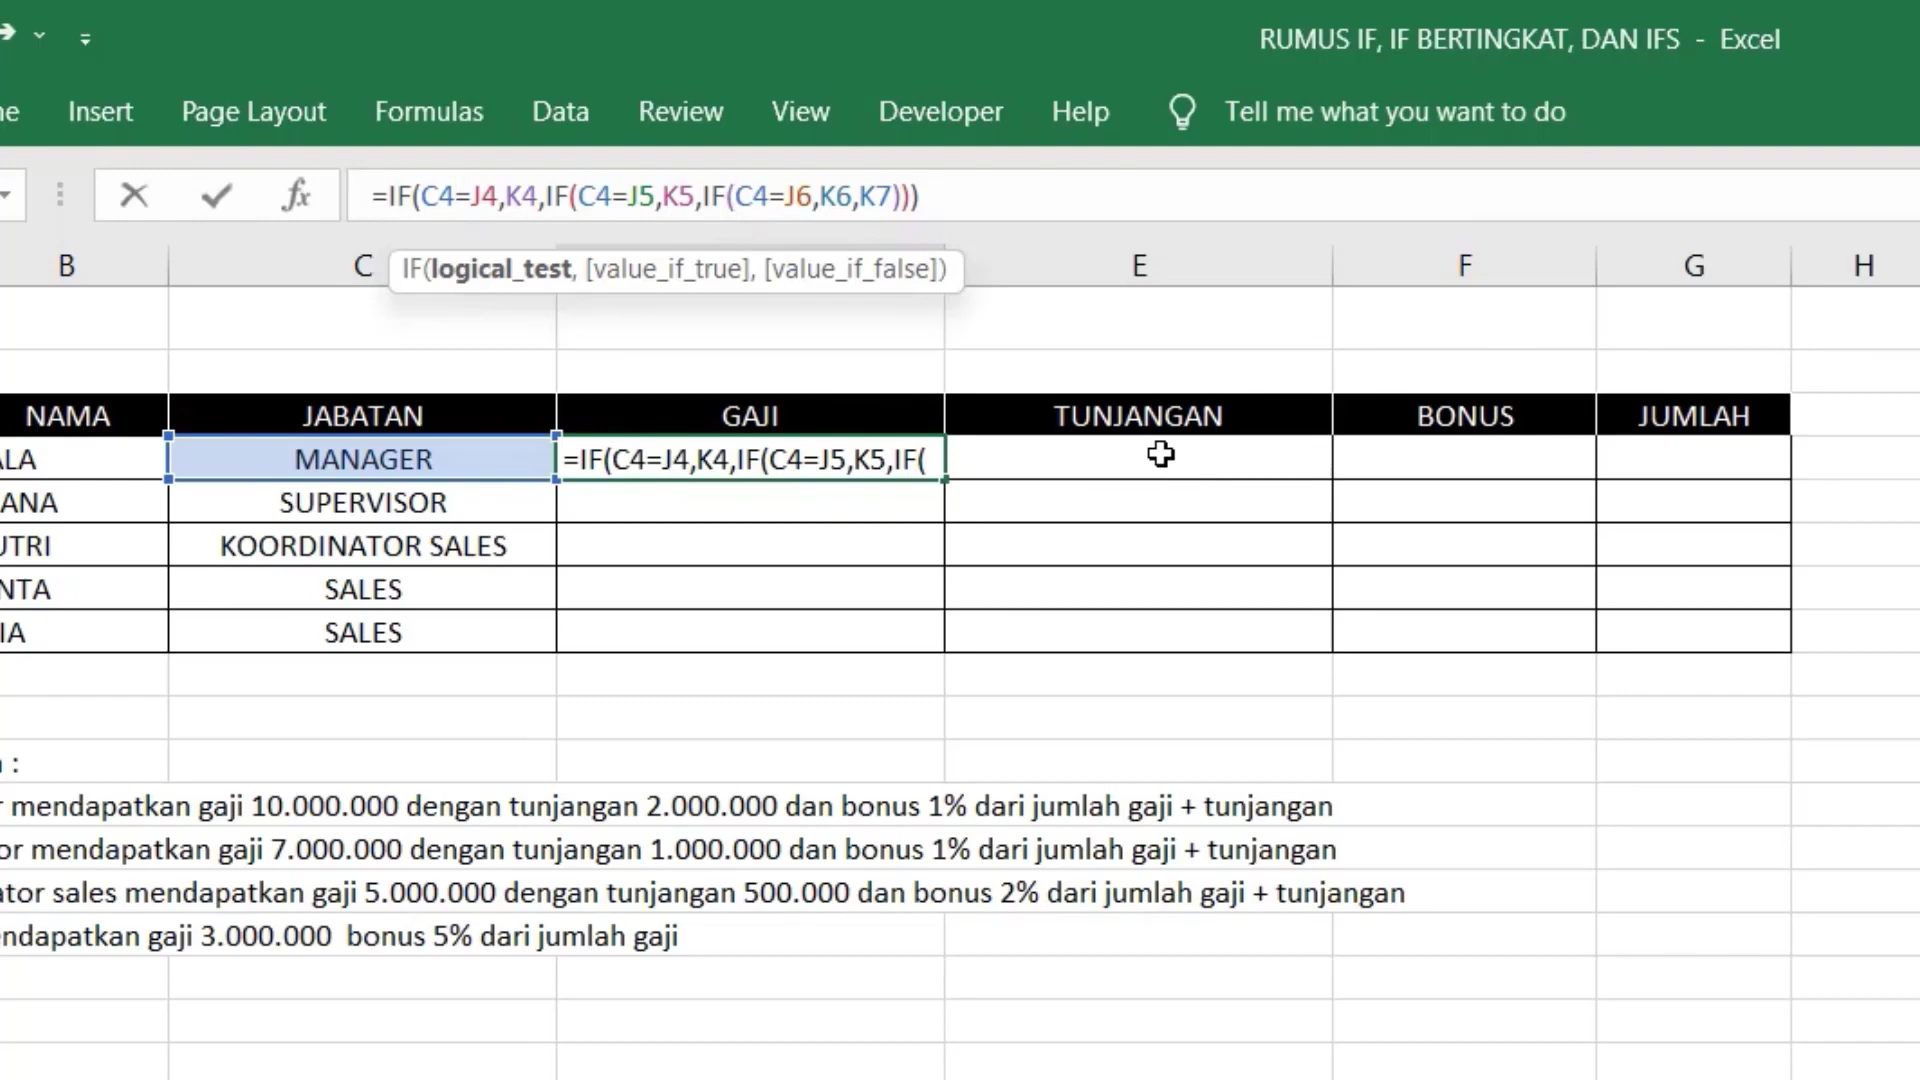 RUMUS IF, IF BERTINGKAT, DAN IFS - Excel
Insert Page Layout Formulas Data Review View Developer Help Tell me what you want to do
fx =IF(C4=J4,K4,IF(C4=J5,K5,IF(C4=J6,K6,K7)))
IF(logical_test, [value_if_true], [value_if_false])
B C E F G H
NAMA JABATAN GAJI TUNJANGAN BONUS JUMLAH
MANAGER =IF(C4=J4,K4,IF(C4=J5,K5,IF(
SUPERVISOR
KOORDINATOR SALES
SALES
SALES
:
mendapatkan gaji 10.000.000 dengan tunjangan 2.000.000 dan bonus 1% dari jumlah gaji + tunjangan
mendapatkan gaji 7.000.000 dengan tunjangan 1.000.000 dan bonus 1% dari jumlah gaji + tunjangan
sales mendapatkan gaji 5.000.000 dengan tunjangan 500.000 dan bonus 2% dari jumlah gaji + tunjangan
gaji 3.000.000 bonus 5% dari jumlah gaji